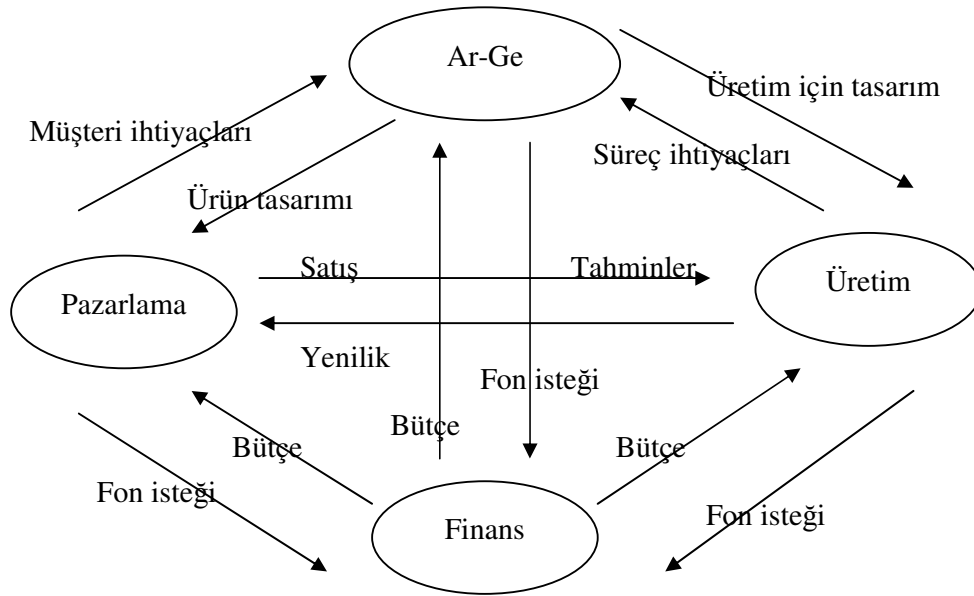 Ar-Ge
Üretim için tasarım
Müşteri ihtiyaçları
Süreç ihtiyaçları
Ürün tasarımı
Satış Tahminler
Üretim
Pazarlama
Yenilik
Fon isteği
Bütçe
Bütçe
Bütçe
Fon isteği
Fon isteği
Finans